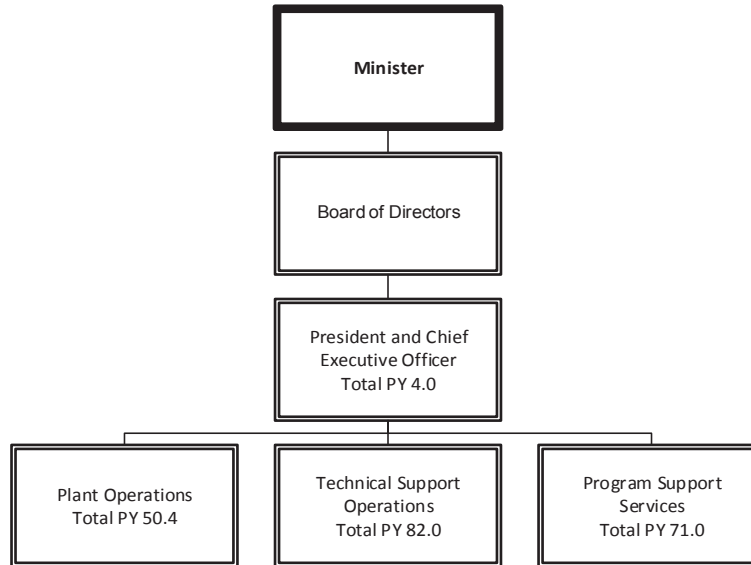 Minister
Board of Directors
President and Chief
Executive Officer
Total PY 4.0
Plant Operations
Total PY 50.4
Technical Support
Operations
Total PY 82.0
Program Support
Services
Total PY 71.0